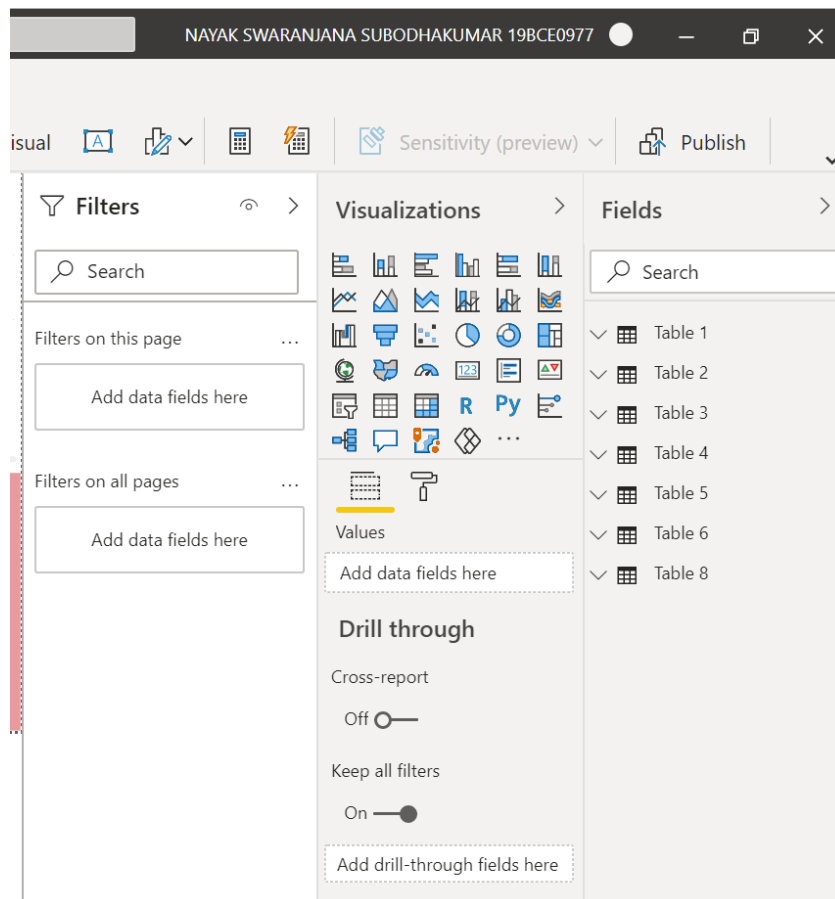 NAYAK SWARANJANA SUBODHAKUMAR 19BCE0977
isual
A
Sensitivity (preview)
Publish
Filters
Search
Filters on this page
...
Add data fields here
Filters on all pages
...
Add data fields here
Visualizations
123
R
Py
...
Values
Add data fields here
Drill through
Cross-report
Off
Keep all filters
On
Add drill-through fields here
Fields
Search
Table 1
Table 2
Table 3
Table 4
Table 5
Table 6
Table 8